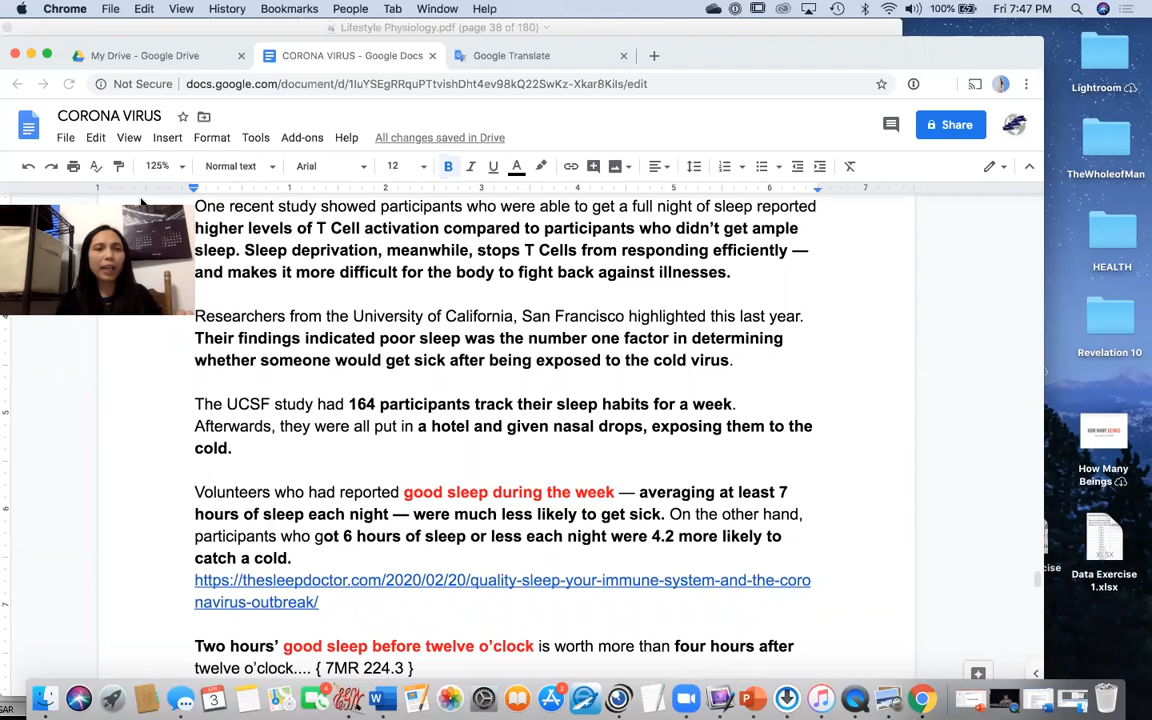 Chrome File Edit View History Bookmarks People Tab Window Help 100% Fri 7:47 PM
Lifestyle Physiology.pdf (page 38 of 180)
My Drive - Google Drive CORONA VIRUS - Google Docs Google Translate
Not Secure docs.google.com/document/d/1luYSEgRRquPTtvishDht4ev98kQ22SwKz-Xkar8Kils/edit
CORONA VIRUS
File Edit View Insert Format Tools Add-ons Help All changes saved in Drive
Share
125% Normal text Arial 12 B I U A
1 1 2 3 4 5 6 7
One recent study showed participants who were able to get a full night of sleep reported
higher levels of T Cell activation compared to participants who didn’t get ample
sleep. Sleep deprivation, meanwhile, stops T Cells from responding efficiently —
and makes it more difficult for the body to fight back against illnesses.
Researchers from the University of California, San Francisco highlighted this last year.
Their findings indicated poor sleep was the number one factor in determining
whether someone would get sick after being exposed to the cold virus.
The UCSF study had 164 participants track their sleep habits for a week.
Afterwards, they were all put in a hotel and given nasal drops, exposing them to the
cold.
Volunteers who had reported good sleep during the week — averaging at least 7
hours of sleep each night — were much less likely to get sick. On the other hand,
participants who got 6 hours of sleep or less each night were 4.2 more likely to
catch a cold.
https://thesleepdoctor.com/2020/02/20/quality-sleep-your-immune-system-and-the-coro
navirus-outbreak/
Two hours’ good sleep before twelve o’clock is worth more than four hours after
twelve o’clock.... { 7MR 224.3 }
Lightroom
TheWholeofMan
HEALTH
Revelation 10
HOW MANY
BEINGS
How Many
Beings
XLSX
Data Exercise
1.xlsx